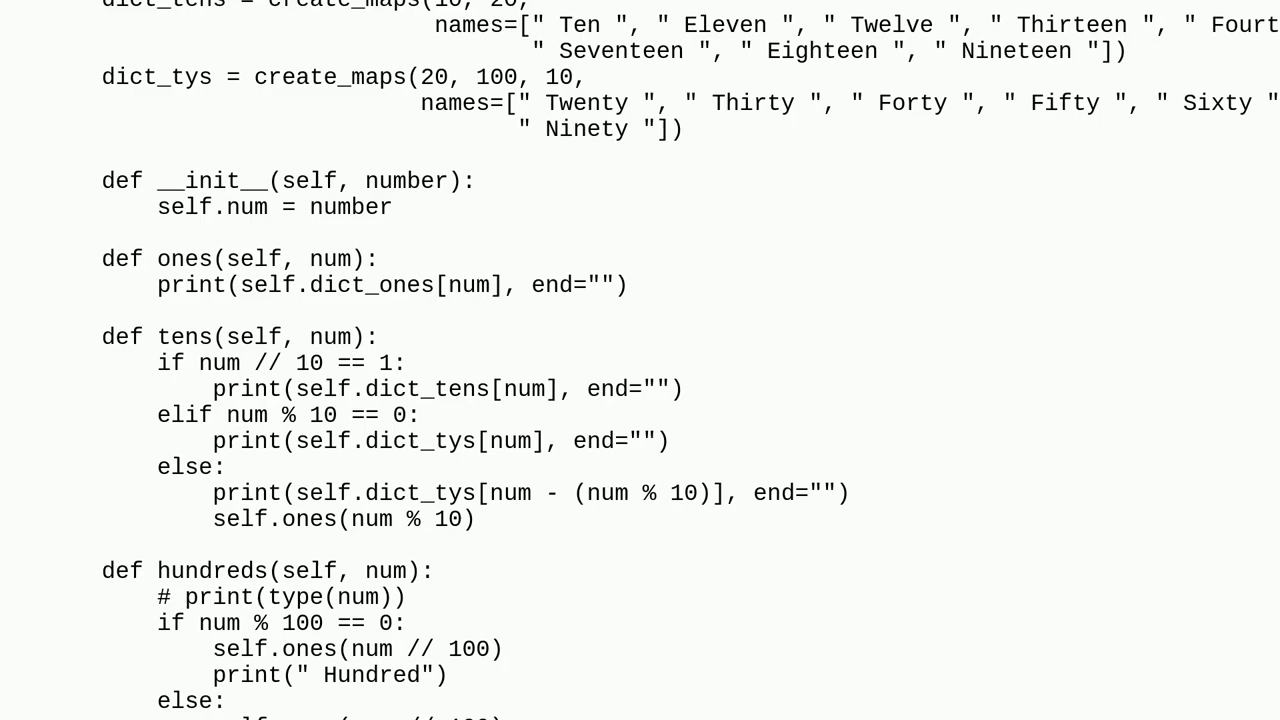 dict_tens = create_maps(10, 20,
names=[" Ten ", " Eleven ", " Twelve ", " Thirteen ", " Fourt
" Seventeen ", " Eighteen ", " Nineteen "])
dict_tys = create_maps(20, 100, 10,
names=[" Twenty ", " Thirty ", " Forty ", " Fifty ", " Sixty "
" Ninety "])
def __init__(self, number):
self.num = number
def ones(self, num):
print(self.dict_ones[num], end="")
def tens(self, num):
if num // 10 == 1:
print(self.dict_tens[num], end="")
elif num % 10 == 0:
print(self.dict_tys[num], end="")
else:
print(self.dict_tys[num - (num % 10)], end="")
self.ones(num % 10)
def hundreds(self, num):
# print(type(num))
if num % 100 == 0:
self.ones(num // 100)
print(" Hundred")
else: